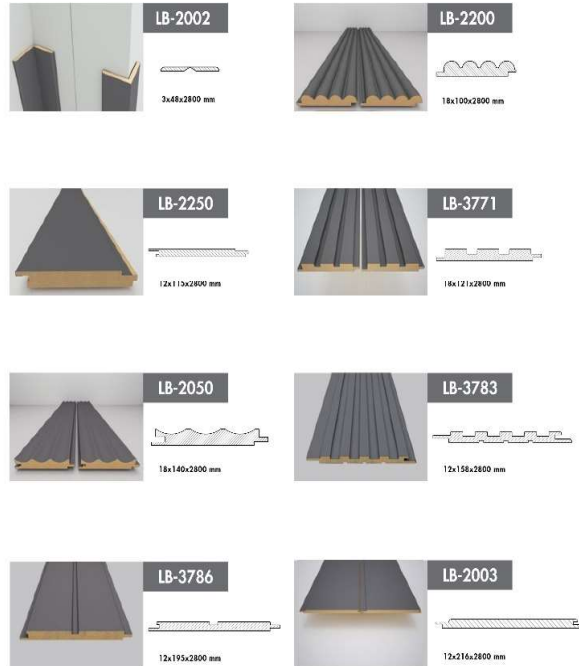 LB-2002
3x48x2800 mm
LB-2200
18x100x2800 mm
LB-2250
12x115x2800 mm
LB-3771
18x121x2800 mm
LB-2050
18x140x2800 mm
LB-3783
12x158x2800 mm
LB-3786
12x195x2800 mm
LB-2003
12x216x2800 mm